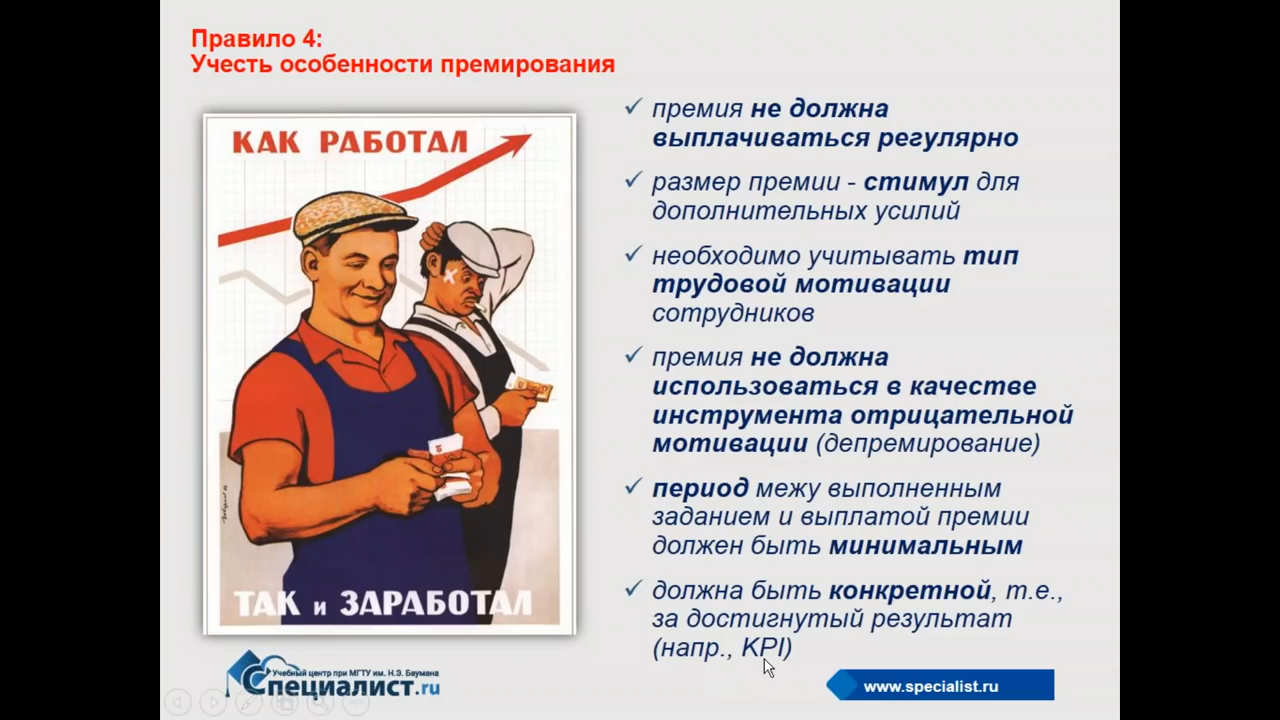 Правило 4:
Учесть особенности премирования
КАК РАБОТАЛ
ТАК и ЗАРАБОТАЛ
✓ премия не должна
выплачиваться регулярно
✓ размер премии - стимул для
дополнительных усилий
✓ необходимо учитывать тип
трудовой мотивации
сотрудников
✓ премия не должна
использоваться в качестве
инструмента отрицательной
мотивации (депремирование)
✓ период межу выполненным
заданием и выплатой премии
должен быть минимальным
✓ должна быть конкретной, т.е.,
за достигнутый результат
(напр., KPI)
Учебный центр при МГТУ им. Н.Э. Баумана
Специалист.ru
www.specialist.ru